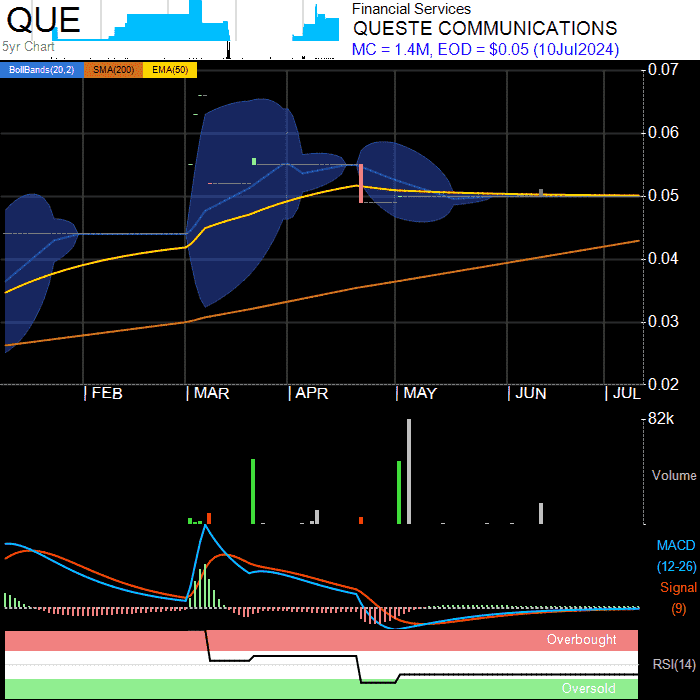 QUE
5yr Chart
Financial Services
QUESTE COMMUNICATIONS
MC = 1.4M, EOD = $0.05 (10Jul2024)
BollBands(20,2) SMA(200) EMA(50)
0.07
0.06
0.05
0.04
0.03
0.02
FEB MAR APR MAY JUN JUL
82k
Volume
MACD
(12-26)
Signal
(9)
Overbought
RSI(14)
Oversold